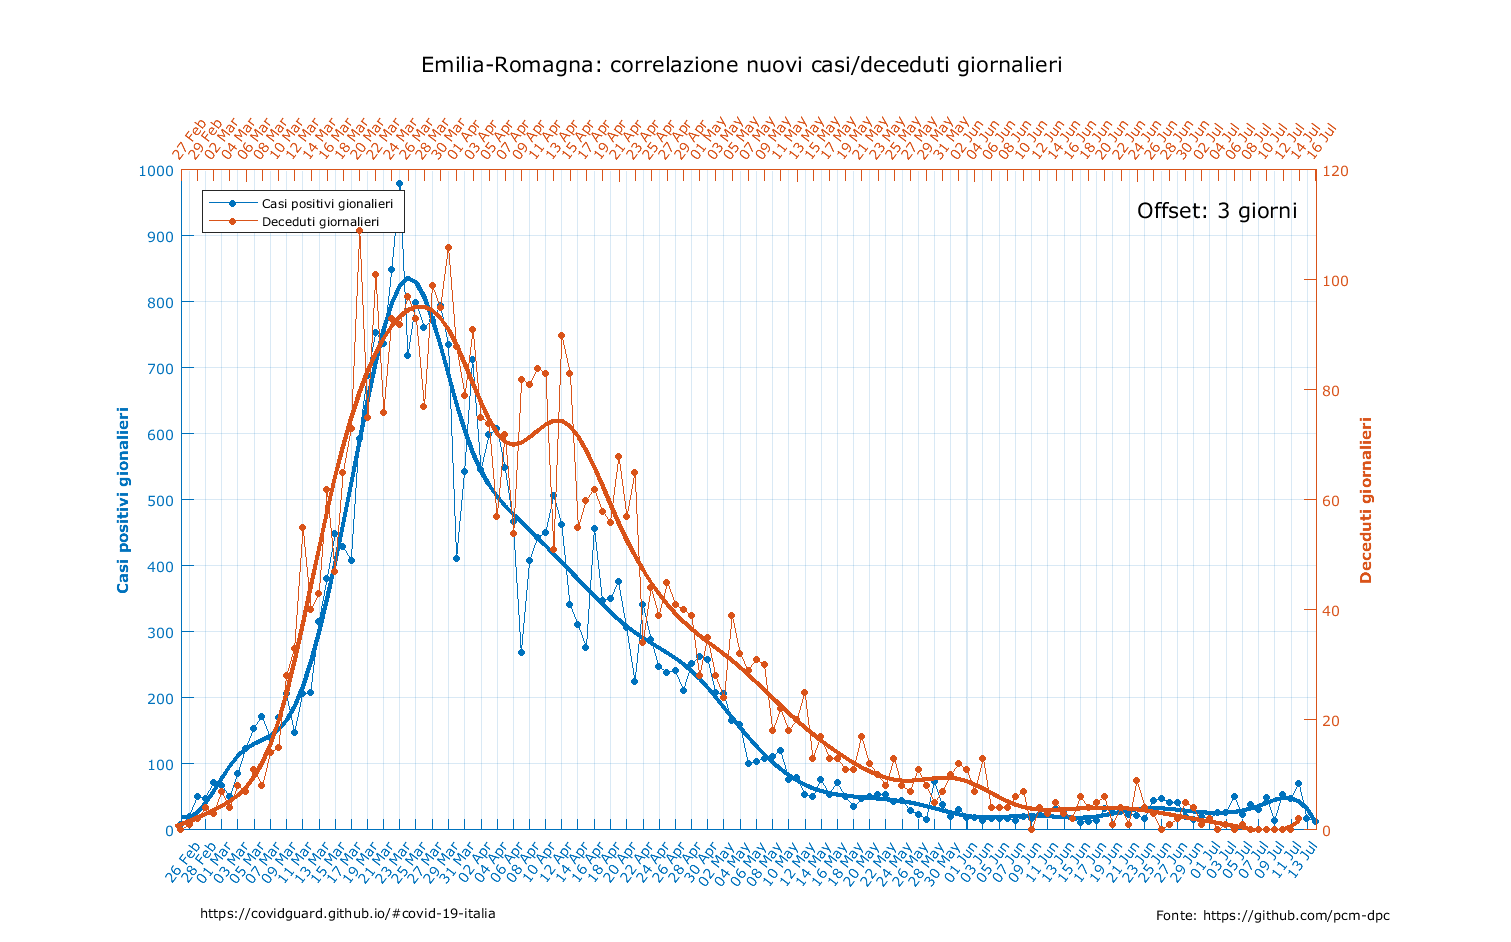 Emilia-Romagna: correlazione nuovi casi/deceduti giornalieri
27 Feb
29 Feb
02 Mar
04 Mar
06 Mar
08 Mar
10 Mar
12 Mar
14 Mar
16 Mar
18 Mar
20 Mar
22 Mar
24 Mar
26 Mar
28 Mar
30 Mar
01 Apr
03 Apr
05 Apr
07 Apr
09 Apr
11 Apr
13 Apr
15 Apr
17 Apr
19 Apr
21 Apr
23 Apr
25 Apr
27 Apr
29 Apr
01 May
03 May
05 May
07 May
09 May
11 May
13 May
15 May
17 May
19 May
21 May
23 May
25 May
27 May
29 May
31 May
02 Jun
04 Jun
06 Jun
08 Jun
10 Jun
12 Jun
14 Jun
16 Jun
18 Jun
20 Jun
22 Jun
24 Jun
26 Jun
28 Jun
30 Jun
02 Jul
04 Jul
06 Jul
08 Jul
10 Jul
12 Jul
14 Jul
16 Jul
Casi positivi gionalieri
Deceduti giornalieri
Offset: 3 giorni
1000
900
800
700
600
500
400
300
200
100
0
Casi positivi gionalieri
120
100
80
60
40
20
0
Deceduti giornalieri
26 Feb
28 Feb
01 Mar
03 Mar
05 Mar
07 Mar
09 Mar
11 Mar
13 Mar
15 Mar
17 Mar
19 Mar
21 Mar
23 Mar
25 Mar
27 Mar
29 Mar
31 Mar
02 Apr
04 Apr
06 Apr
08 Apr
10 Apr
12 Apr
14 Apr
16 Apr
18 Apr
20 Apr
22 Apr
24 Apr
26 Apr
28 Apr
30 Apr
02 May
04 May
06 May
08 May
10 May
12 May
14 May
16 May
18 May
20 May
22 May
24 May
26 May
28 May
30 May
01 Jun
03 Jun
05 Jun
07 Jun
09 Jun
11 Jun
13 Jun
15 Jun
17 Jun
19 Jun
21 Jun
23 Jun
25 Jun
27 Jun
29 Jun
01 Jul
03 Jul
05 Jul
07 Jul
09 Jul
11 Jul
13 Jul
https://covidguard.github.io/#covid-19-italia
Fonte: https://github.com/pcm-dpc